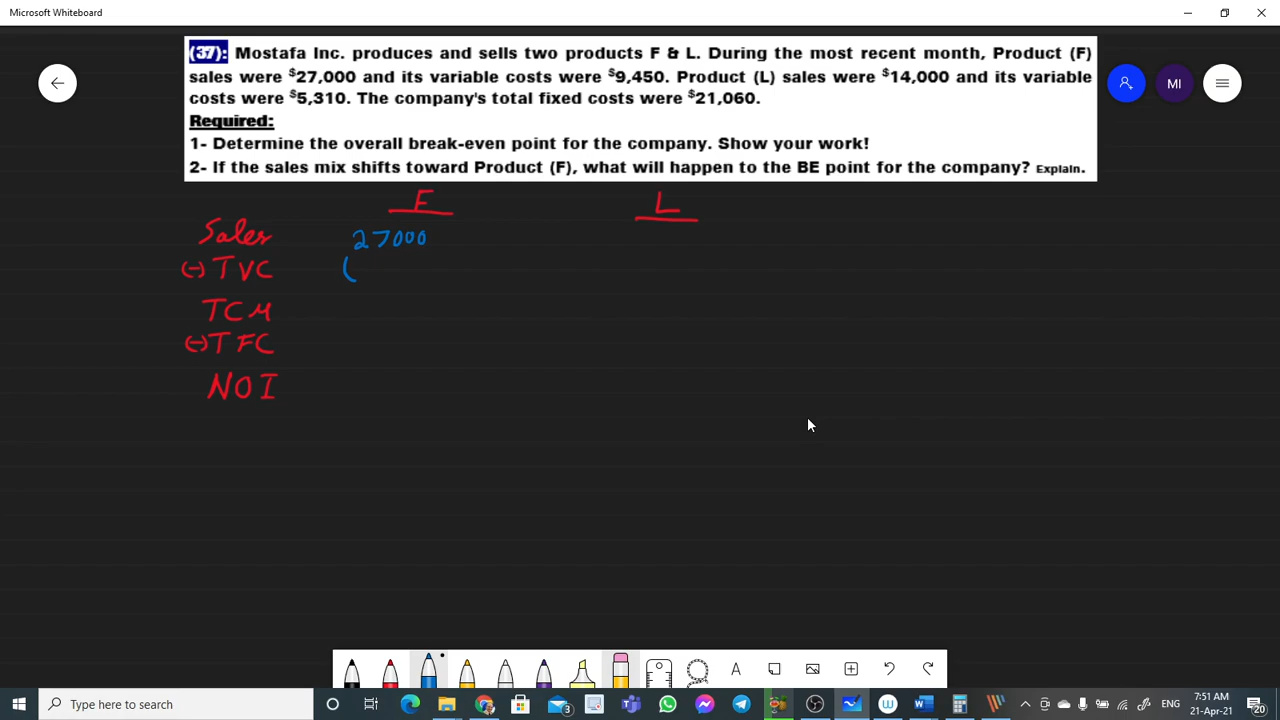 Microsoft Whiteboard
(37): Mostafa Inc. produces and sells two products F & L. During the most recent month, Product (F)
sales were $27,000 and its variable costs were $9,450. Product (L) sales were $14,000 and its variable
costs were $5,310. The company's total fixed costs were $21,060.
Required:
1- Determine the overall break-even point for the company. Show your work!
2- If the sales mix shifts toward Product (F), what will happen to the BE point for the company? Explain.
MI
F L
Sales 27000
(-) TVC (
TCM
(-) TFC
NOI
A
Type here to search
3
W
W
ENG
7:51 AM
21-Apr-21
20